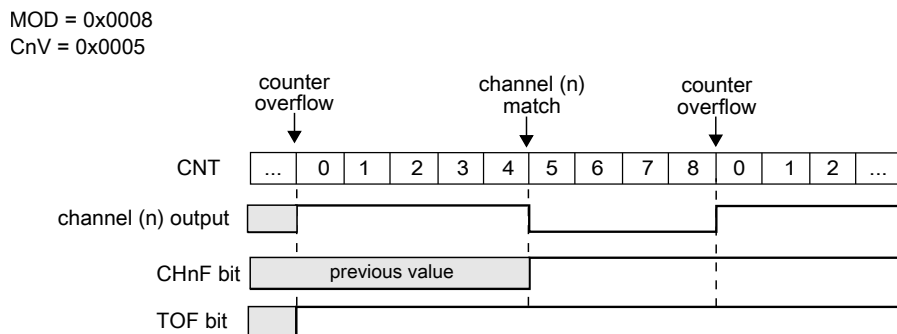 MOD = 0x0008
CnV = 0x0005
counter
overflow
channel (n)
match
counter
overflow
CNT ... 0 1 2 3 4 5 6 7 8 0 1 2 ...
channel (n) output
CHnF bit previous value
TOF bit